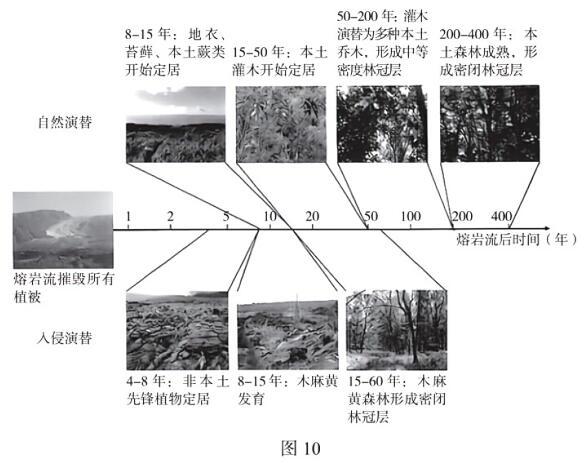 8-15 年：地衣、
苔藓、本土蕨类
开始定居
15-50 年：本土
灌木开始定居
50-200 年：灌木
演替为多种本土
乔木，形成中等
密度林冠层
200-400 年：本
土森林成熟，形
成密闭林冠层
自然演替
1 2 5 10 20 50 100 200 400
熔岩流后时间（年）
熔岩流摧毁所有
植被
入侵演替
4-8 年：非本土
先锋植物定居
8-15 年：木麻黄
发育
15-60 年：木麻
黄森林形成密闭
林冠层
图 10